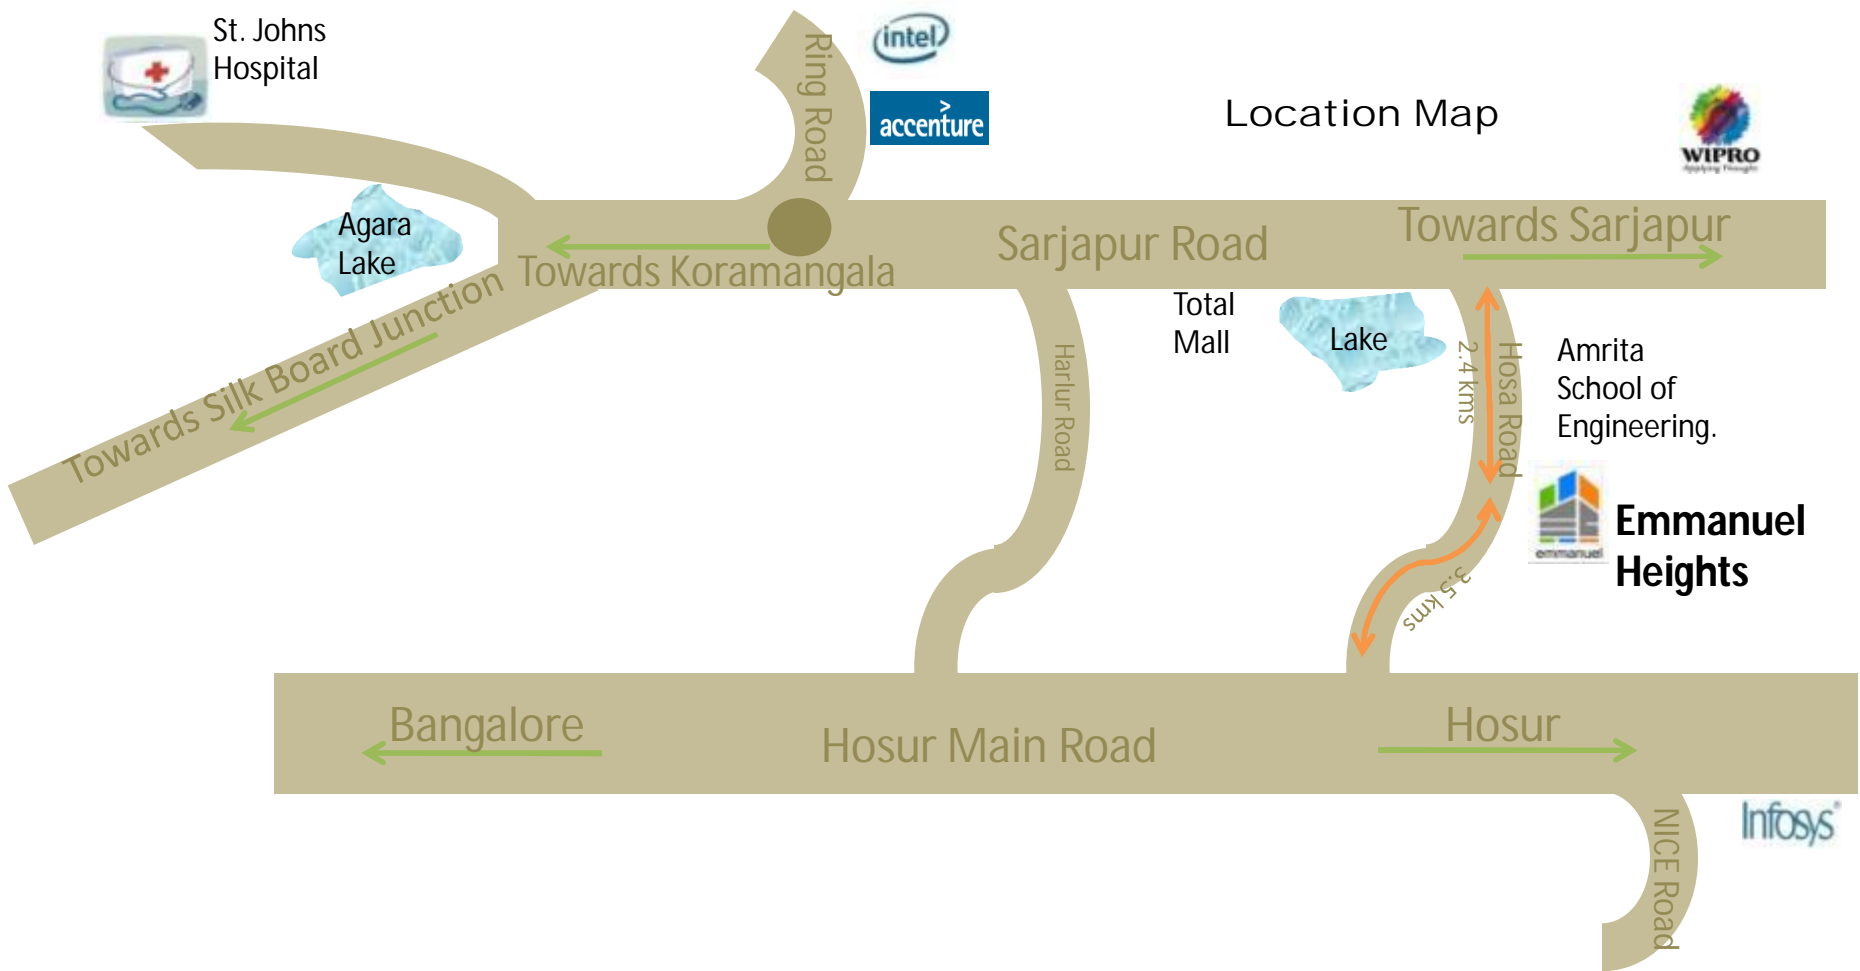 St. Johns
Hospital
Ring Road
intel
>
accenture
Location Map
WIPRO
Applying Thought
Agara
Lake
Towards Koramangala
Sarjapur Road
Towards Sarjapur
Towards Silk Board Junction
Total
Mall
Lake
Harlur Road
2.4 kms
Hosa Road
Amrita
School of
Engineering.
emmanuel
Emmanuel
Heights
3.5 kms
Bangalore
Hosur Main Road
Hosur
NICE Road
Infosys®